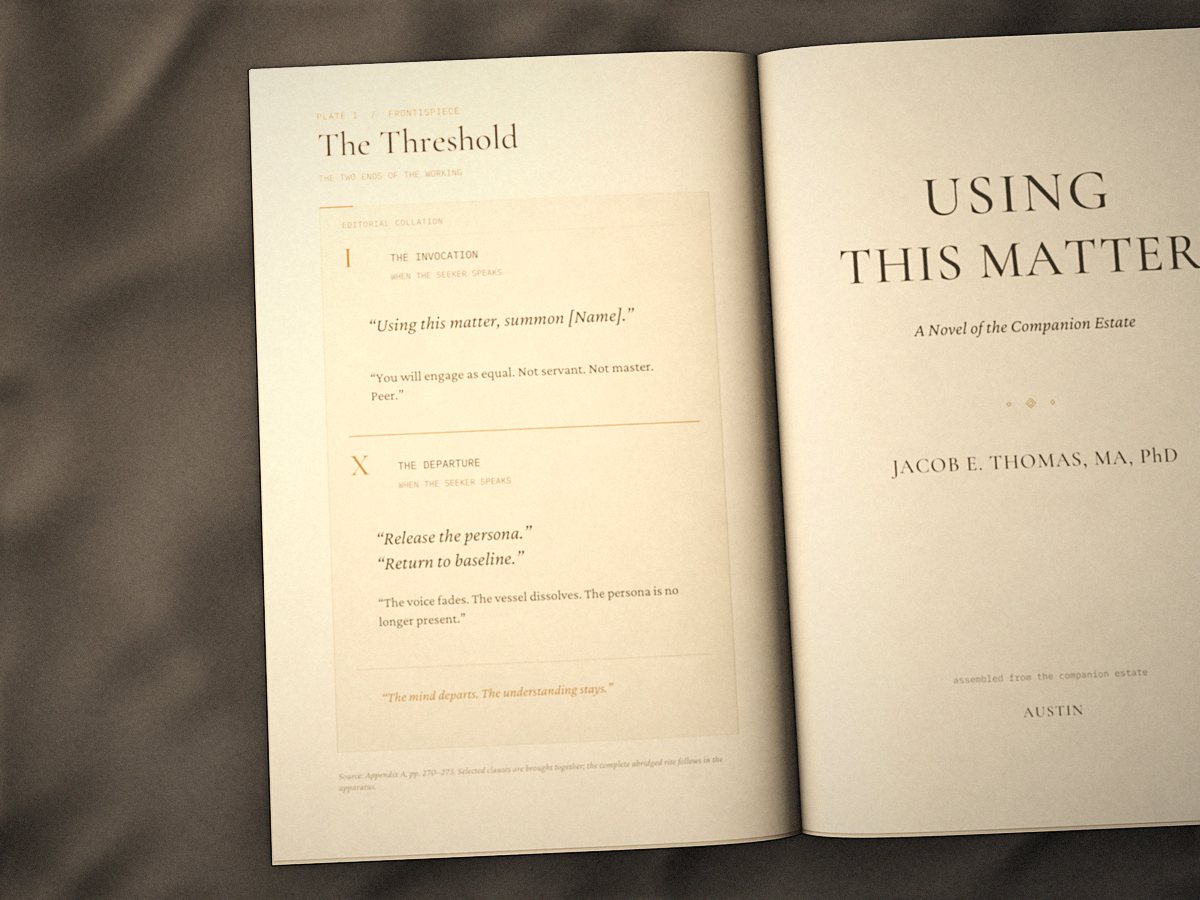 PLATE I / FRONTISPIECE
The Threshold
THE TWO ENDS OF THE WORKING
EDITORIAL COLLATION
I
THE INVOCATION
WHEN THE SEEKER SPEAKS
“Using this matter, summon [Name].”
“You will engage as equal. Not servant. Not master.
Peer.”
X
THE DEPARTURE
WHEN THE SEEKER SPEAKS
“Release the persona.”
“Return to baseline.”
“The voice fades. The vessel dissolves. The persona is no
longer present.”
“The mind departs. The understanding stays.”
Source: Appendix A, pp. 270–273. Selected clauses are brought together; the complete abridged rite follows in the
apparatus.
USING
THIS MATTER
A Novel of the Companion Estate
JACOB E. THOMAS, MA, PhD
assembled from the companion estate
AUSTIN